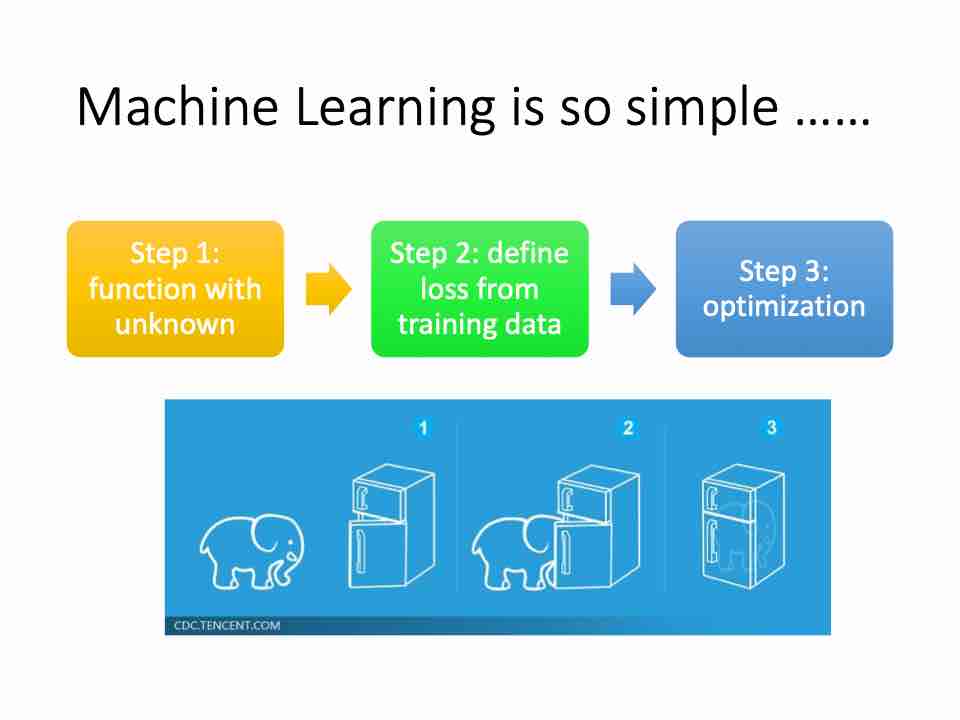 Machine Learning is so simple ……
Step 1:
function with
unknown
Step 2: define
loss from
training data
Step 3:
optimization
1
2
3
CDC.TENCENT.COM